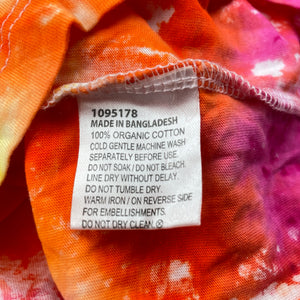 1095178
MADE IN BANGLADESH
100% ORGANIC COTTON
COLD GENTLE MACHINE WASH
SEPARATELY BEFORE USE.
DO NOT SOAK / DO NOT BLEACH.
LINE DRY WITHOUT DELAY.
DO NOT TUMBLE DRY.
WARM IRON / ON REVERSE SIDE
FOR EMBELLISHMENTS.
DO NOT DRY CLEAN